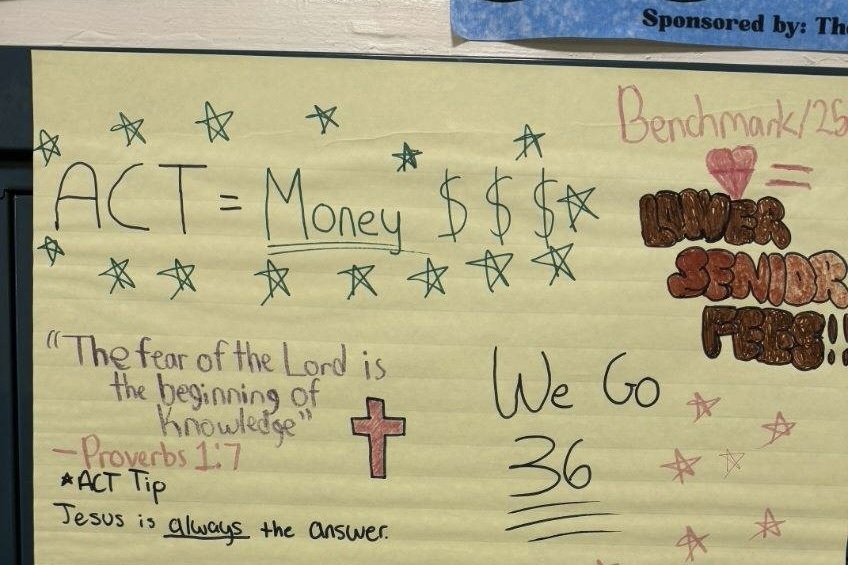 Sponsored by: The
Benchmark/25
=
ACT = Money $ $ $
LOWER
SENIOR
FEES!!
"The fear of the Lord is
the beginning of
Knowledge"
- Proverbs 1:7
*ACT Tip
Jesus is always the answer.
We Go
36